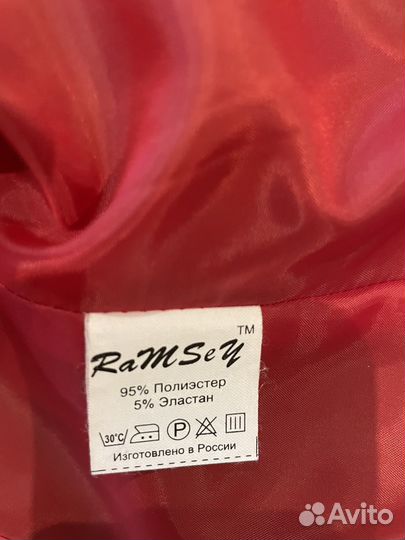 TM
RaMSeY
95% Полиэстер
5% Эластан
30°C P
Изготовлено в России
Avito